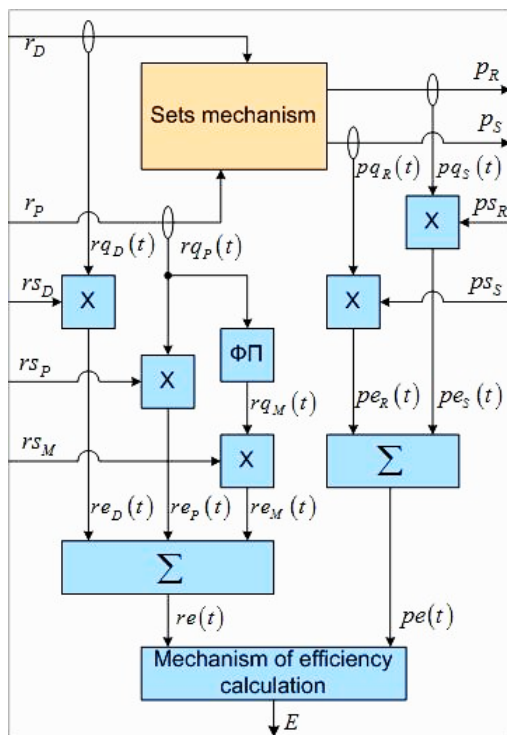 r_D
p_R
Sets mechanism
p_S
pq_R(t) pq_S(t)
r_P
ps_R
X
rq_D(t) rq_P(t)
rs_D
X
ps_S
X
ФП
rs_P
X
rq_M(t)
pe_R(t) pe_S(t)
rs_M
X
Σ
re_D(t) re_P(t) re_M(t)
Σ
re(t)
pe(t)
Mechanism of efficiency
calculation
E